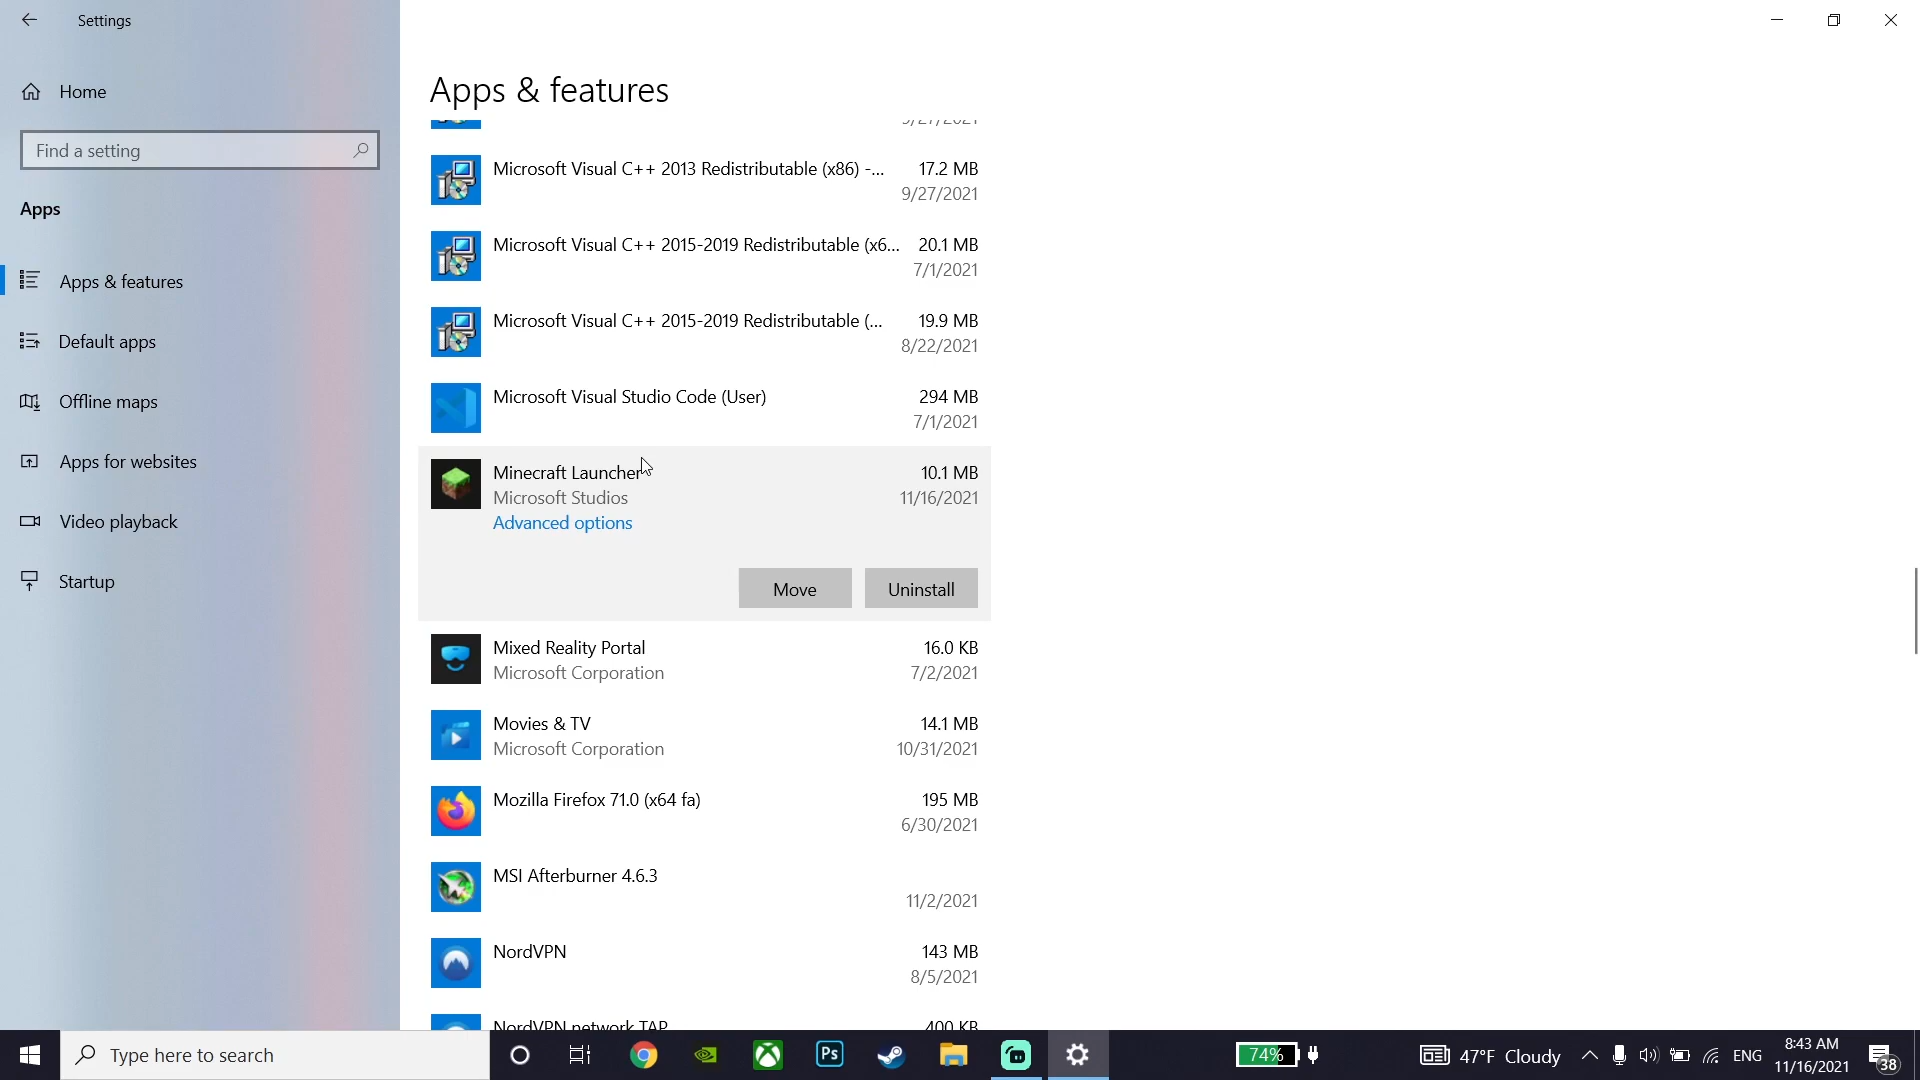 Settings
Home
Find a setting
Apps
Apps & features
Default apps
Offline maps
Apps for websites
Video playback
Startup
Apps & features
Microsoft Visual C++ 2013 Redistributable (x86) -... 17.2 MB
9/27/2021
Microsoft Visual C++ 2015-2019 Redistributable (x6... 20.1 MB
7/1/2021
Microsoft Visual C++ 2015-2019 Redistributable (... 19.9 MB
8/22/2021
Microsoft Visual Studio Code (User) 294 MB
7/1/2021
Minecraft Launcher 10.1 MB
Microsoft Studios 11/16/2021
Advanced options
Move Uninstall
Mixed Reality Portal 16.0 KB
Microsoft Corporation 7/2/2021
Movies & TV 14.1 MB
Microsoft Corporation 10/31/2021
Mozilla Firefox 71.0 (x64 fa) 195 MB
6/30/2021
MSI Afterburner 4.6.3
11/2/2021
NordVPN 143 MB
8/5/2021
NordVPN network TAP 400 KB
Type here to search
Ps
74%
47°F Cloudy
ENG
8:43 AM
11/16/2021
38